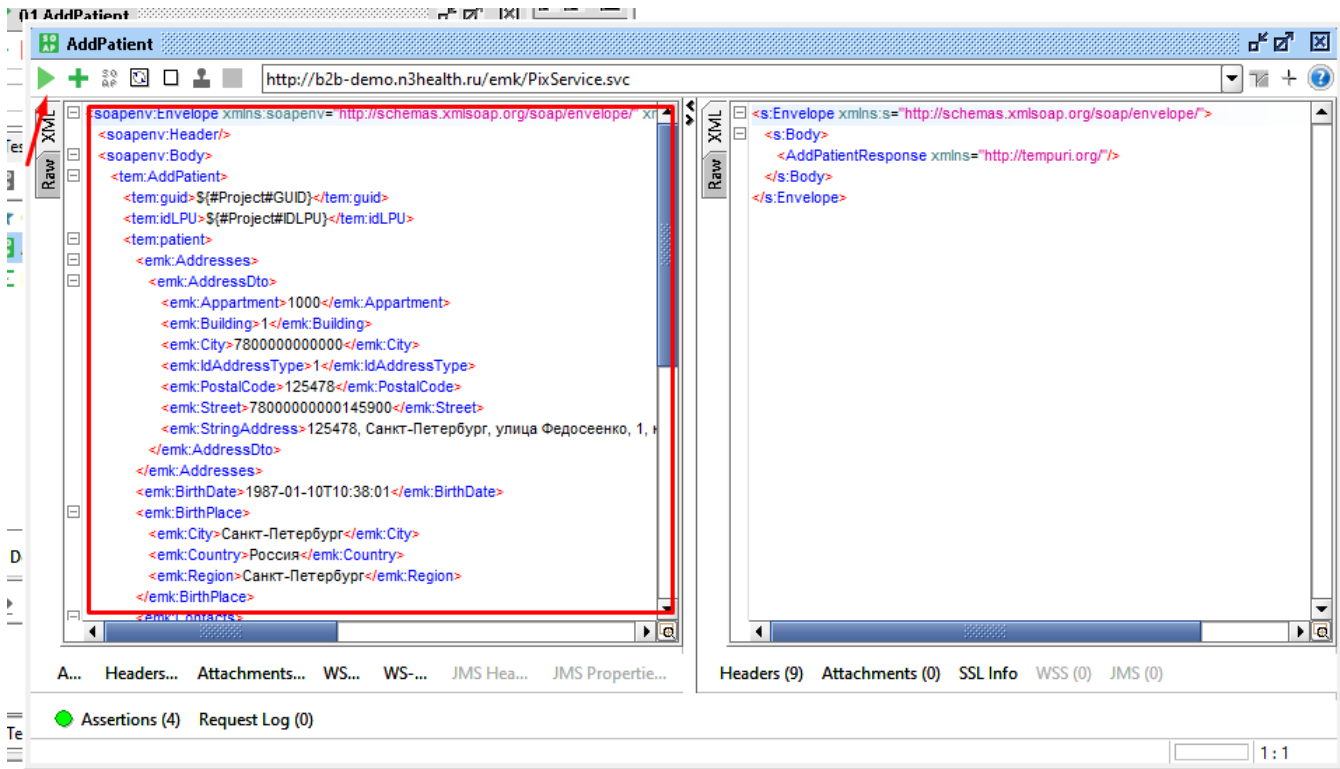 01 AddPatient
AddPatient
http://b2b-demo.n3health.ru/emk/PixService.svc
XML
Raw
<soapenv:Envelope xmlns:soapenv="http://schemas.xmlsoap.org/soap/envelope/"
<soapenv:Header/>
<soapenv:Body>
<tem:AddPatient>
<tem:guid>${#Project#GUID}</tem:guid>
<tem:idLPU>${#Project#IDLPU}</tem:idLPU>
<tem:patient>
<emk:Addresses>
<emk:AddressDto>
<emk:Appartment>1000</emk:Appartment>
<emk:Building>1</emk:Building>
<emk:City>7800000000000</emk:City>
<emk:IdAddressType>1</emk:IdAddressType>
<emk:PostalCode>125478</emk:PostalCode>
<emk:Street>78000000000145900</emk:Street>
<emk:StringAddress>125478, Санкт-Петербург, улица Федосеенко, 1,
</emk:AddressDto>
</emk:Addresses>
<emk:BirthDate>1987-01-10T10:38:01</emk:BirthDate>
<emk:BirthPlace>
<emk:City>Санкт-Петербург</emk:City>
<emk:Country>Россия</emk:Country>
<emk:Region>Санкт-Петербург</emk:Region>
</emk:BirthPlace>
<emk:Contacts>
XML
Raw
<s:Envelope xmlns:s="http://schemas.xmlsoap.org/soap/envelope/">
<s:Body>
<AddPatientResponse xmlns="http://tempuri.org/"/>
</s:Body>
</s:Envelope>
A... Headers... Attachments... WS... WS-... JMS Hea... JMS Propertie...
Headers (9) Attachments (0) SSL Info WSS (0) JMS (0)
Assertions (4) Request Log (0)
1 : 1